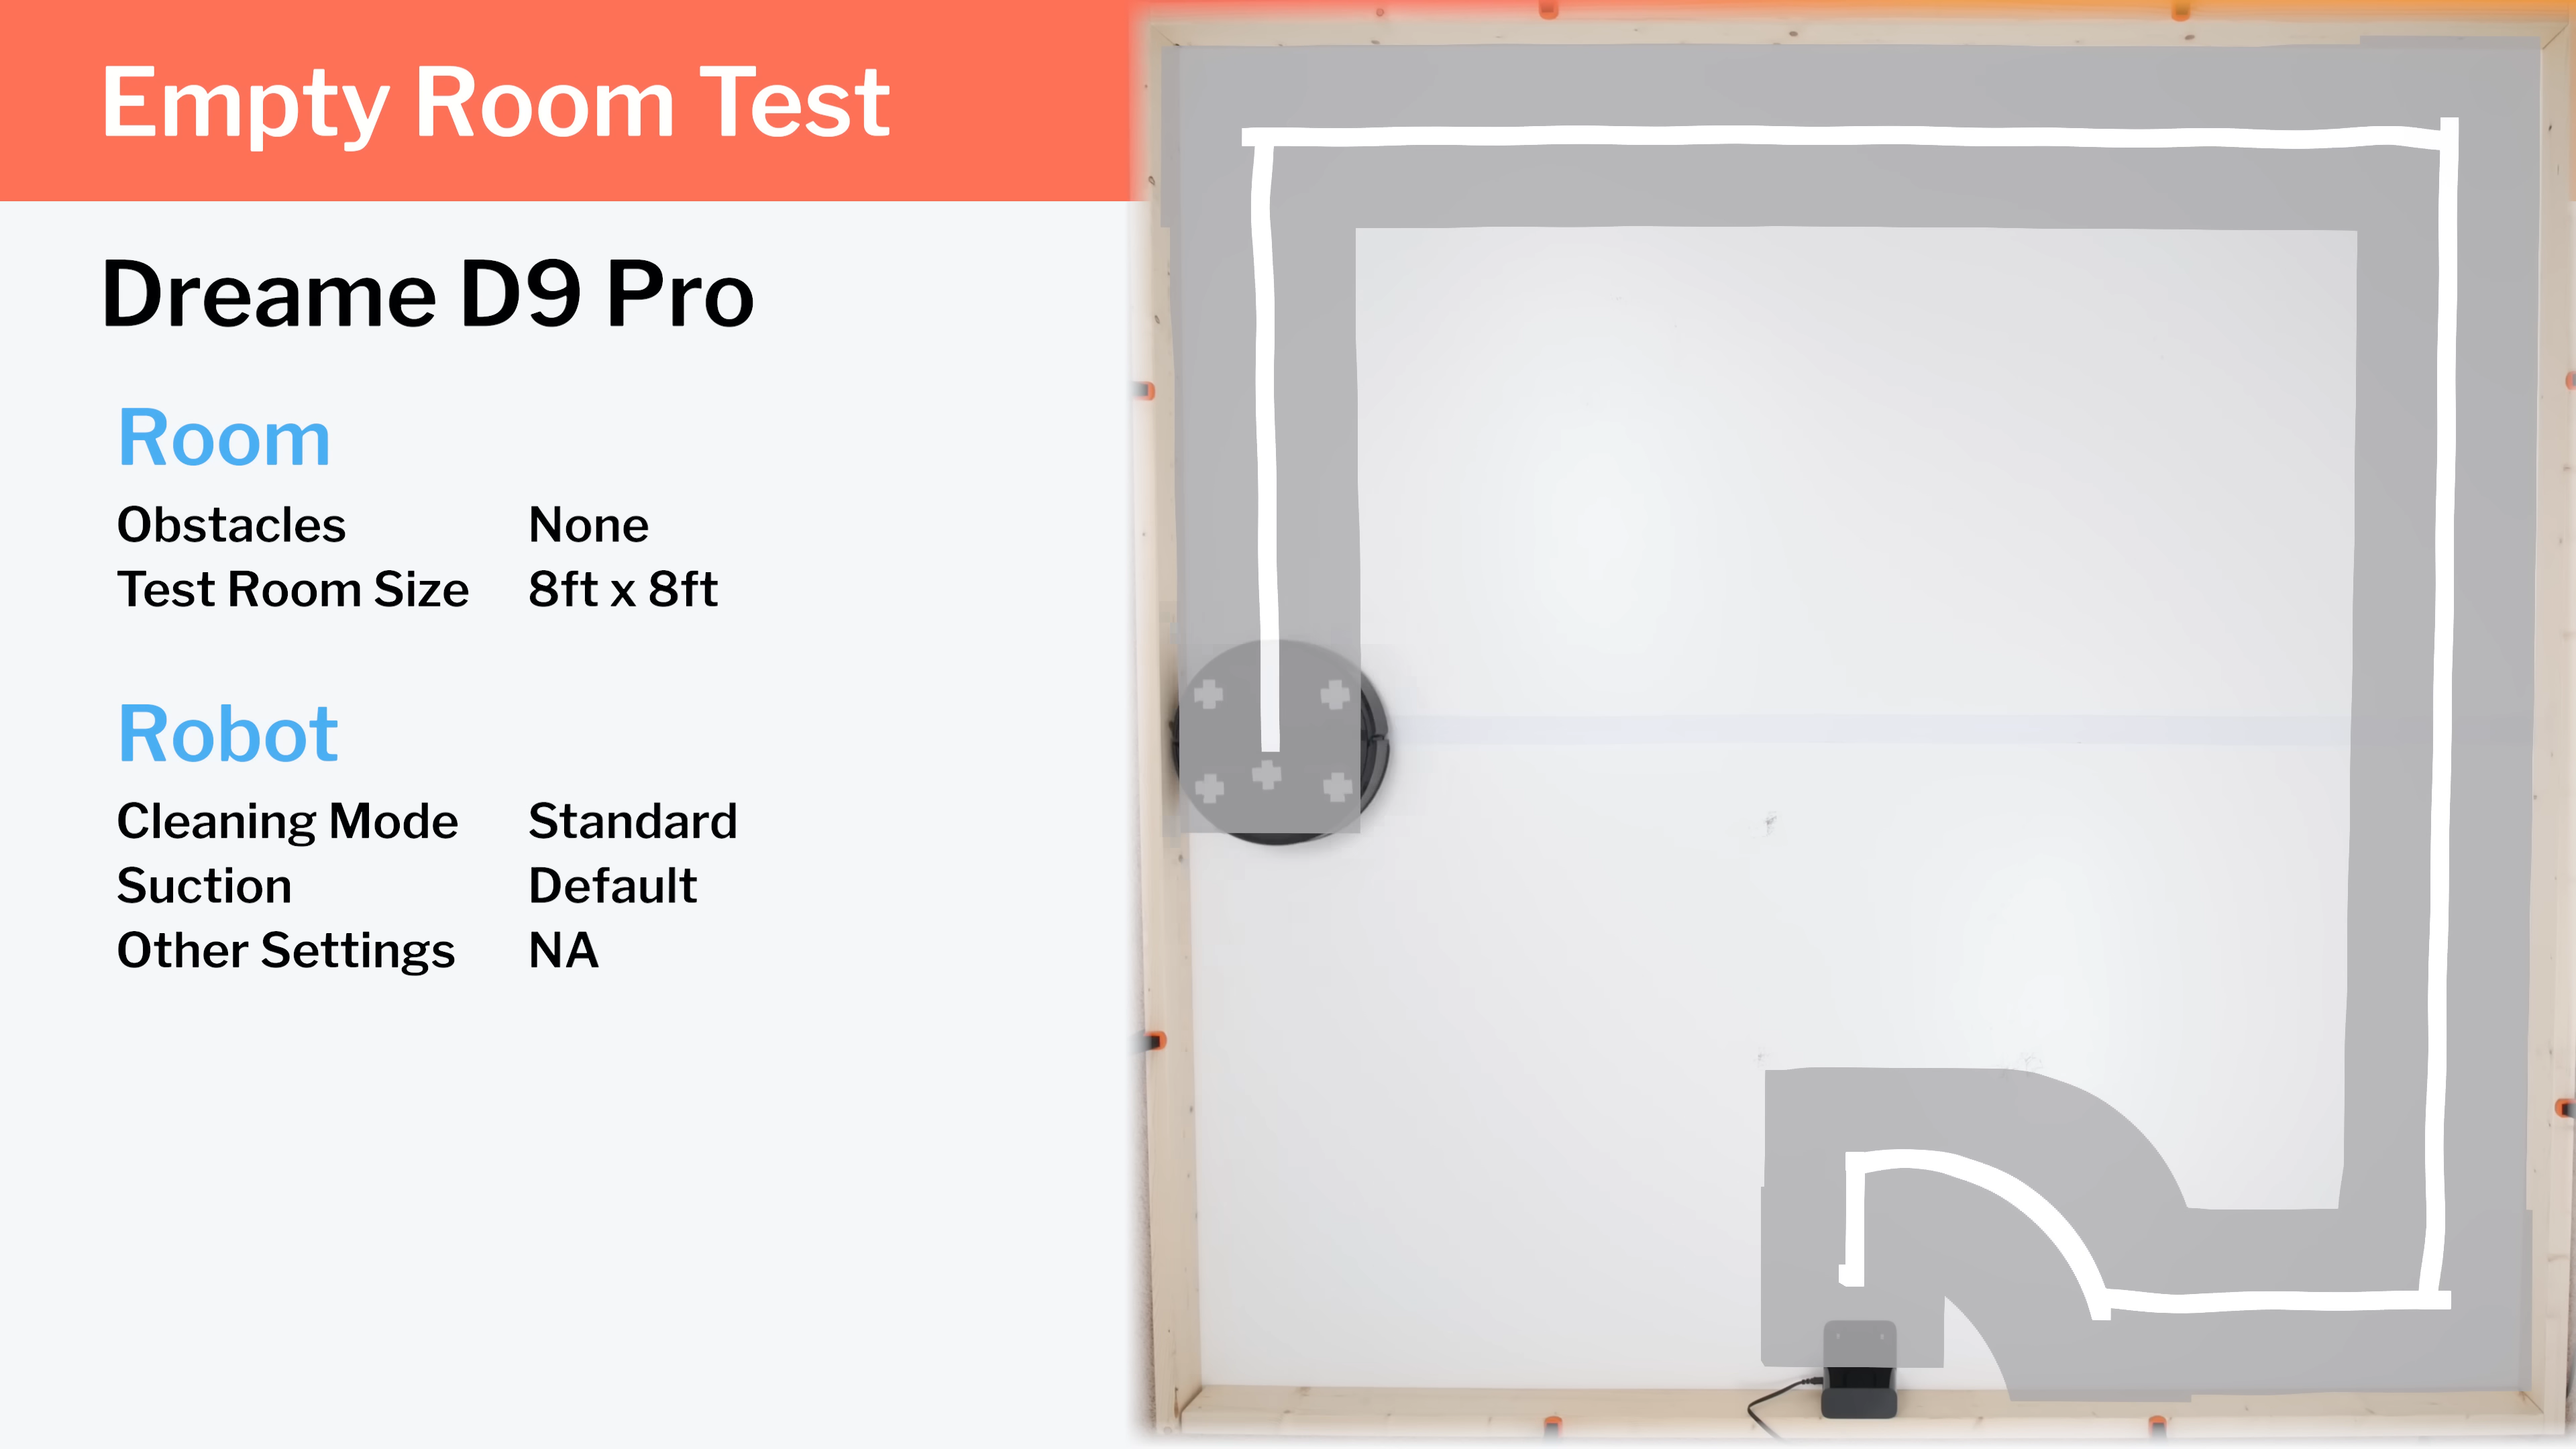 Empty Room Test
Dreame D9 Pro
Room
Obstacles None
Test Room Size 8ft x 8ft
Robot
Cleaning Mode Standard
Suction Default
Other Settings NA